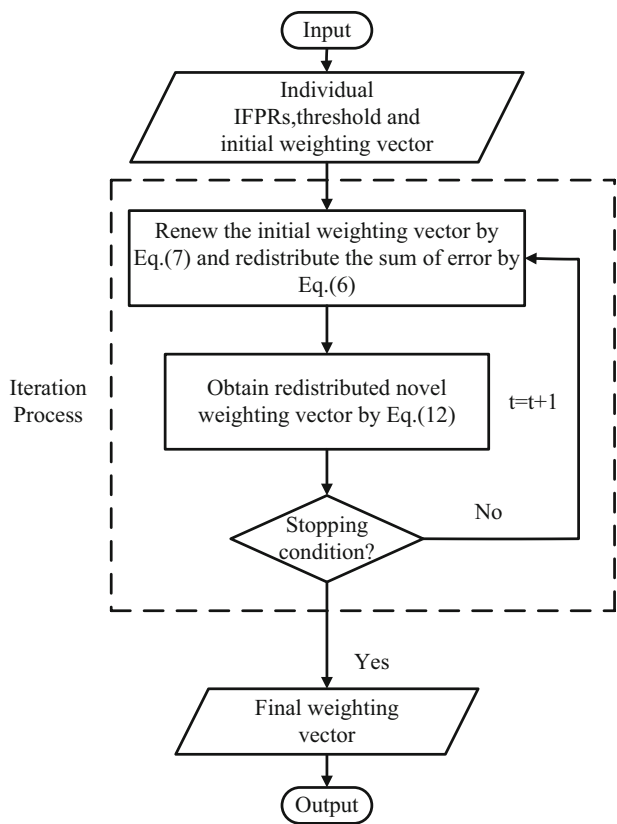 Input
Individual
IFPRs,threshold and
initial weighting vector
Renew the initial weighting vector by
Eq.(7) and redistribute the sum of error by
Eq.(6)
Iteration
Process
Obtain redistributed novel
weighting vector by Eq.(12)
t=t+1
Stopping
condition?
No
Yes
Final weighting
vector
Output